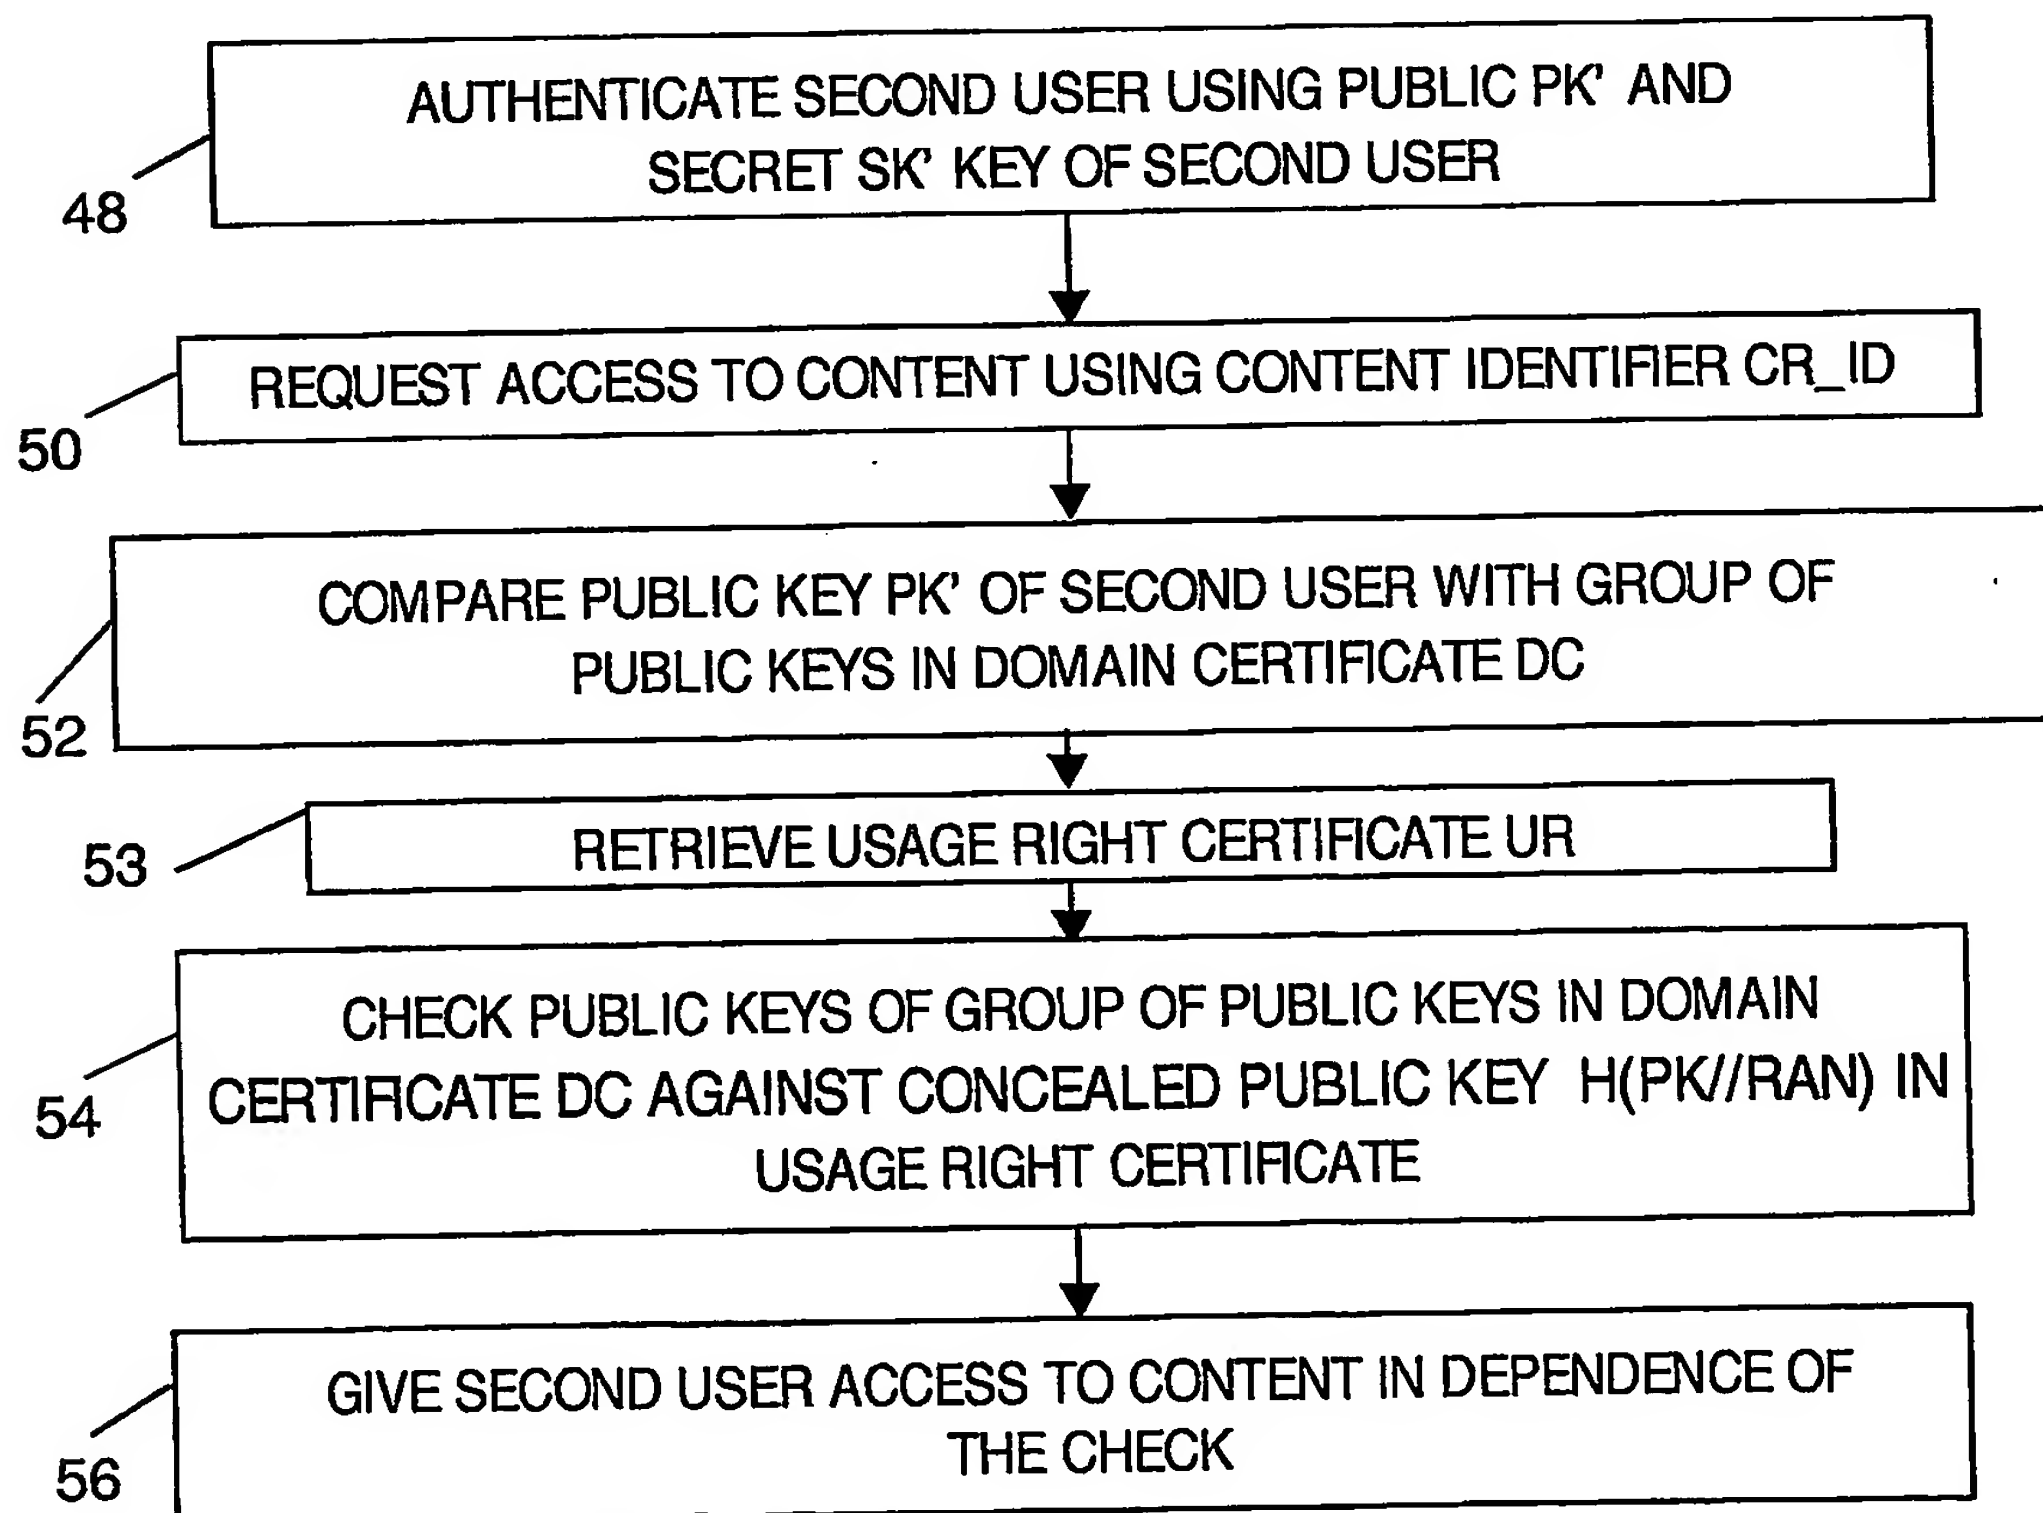 AUTHENTICATE SECOND USER USING PUBLIC PK' AND
SECRET SK' KEY OF SECOND USER
48
REQUEST ACCESS TO CONTENT USING CONTENT IDENTIFIER CR_ID
50
COMPARE PUBLIC KEY PK' OF SECOND USER WITH GROUP OF
PUBLIC KEYS IN DOMAIN CERTIFICATE DC
52
RETRIEVE USAGE RIGHT CERTIFICATE UR
53
CHECK PUBLIC KEYS OF GROUP OF PUBLIC KEYS IN DOMAIN
CERTIFICATE DC AGAINST CONCEALED PUBLIC KEY H(PK//RAN) IN
USAGE RIGHT CERTIFICATE
54
GIVE SECOND USER ACCESS TO CONTENT IN DEPENDENCE OF
THE CHECK
56